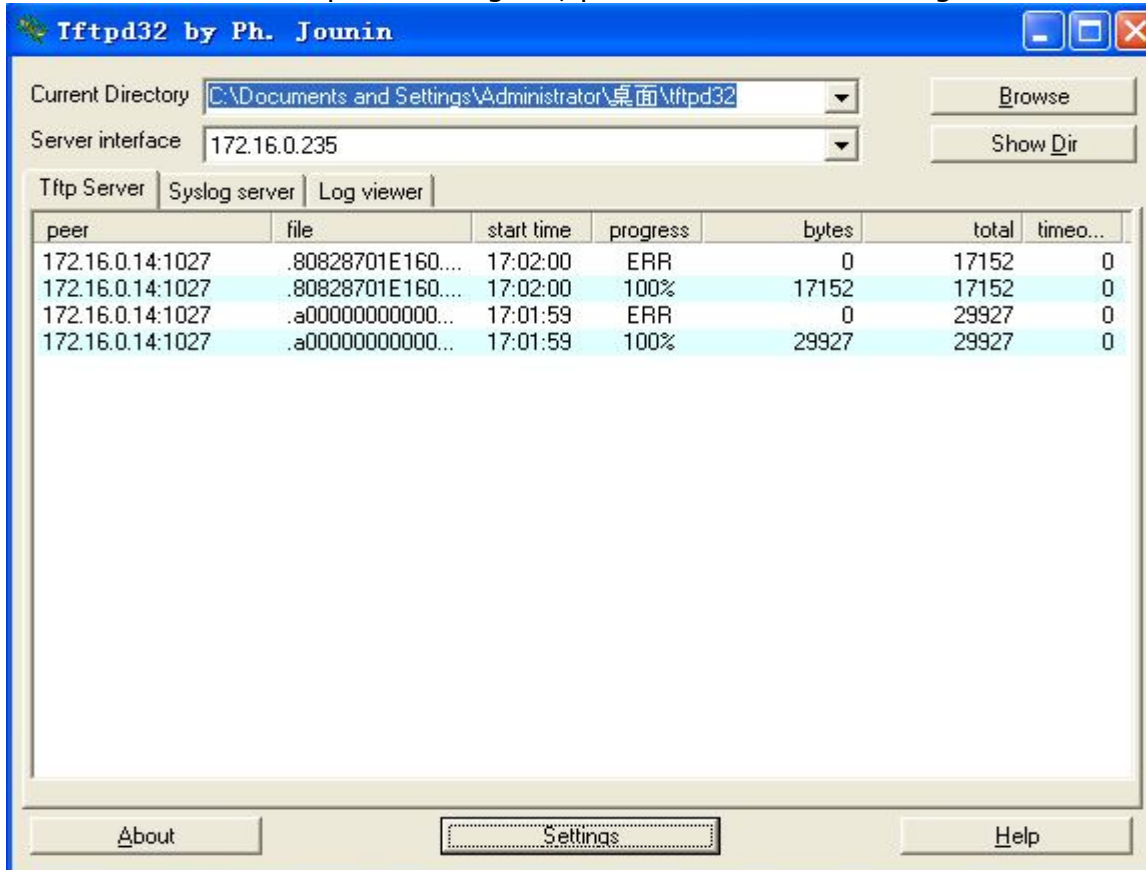 Tftpd32 by Ph. Jounin
Current Directory C:\Documents and Settings\Administrator\桌面\tftpd32 Browse
Server interface 172.16.0.235 Show Dir
Tftp Server Syslog server Log viewer
peer file start time progress bytes total timeo...
172.16.0.14:1027 .80828701E160.... 17:02:00 ERR 0 17152 0
172.16.0.14:1027 .80828701E160.... 17:02:00 100% 17152 17152 0
172.16.0.14:1027 .a00000000000... 17:01:59 ERR 0 29927 0
172.16.0.14:1027 .a00000000000... 17:01:59 100% 29927 29927 0
About Settings Help